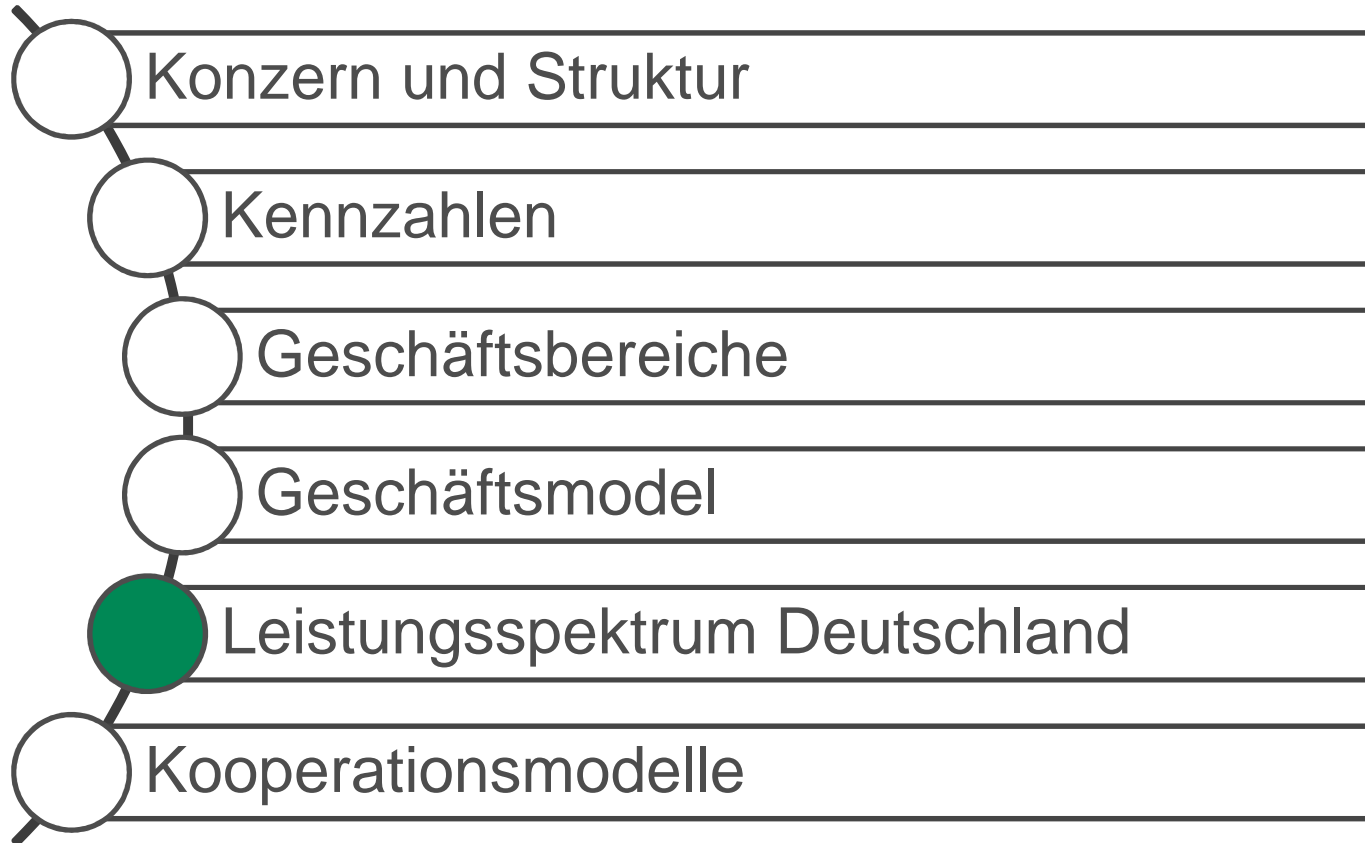 Konzern und Struktur
Kennzahlen
Geschäftsbereiche
Geschäftsmodel
Leistungsspektrum Deutschland
Kooperationsmodelle